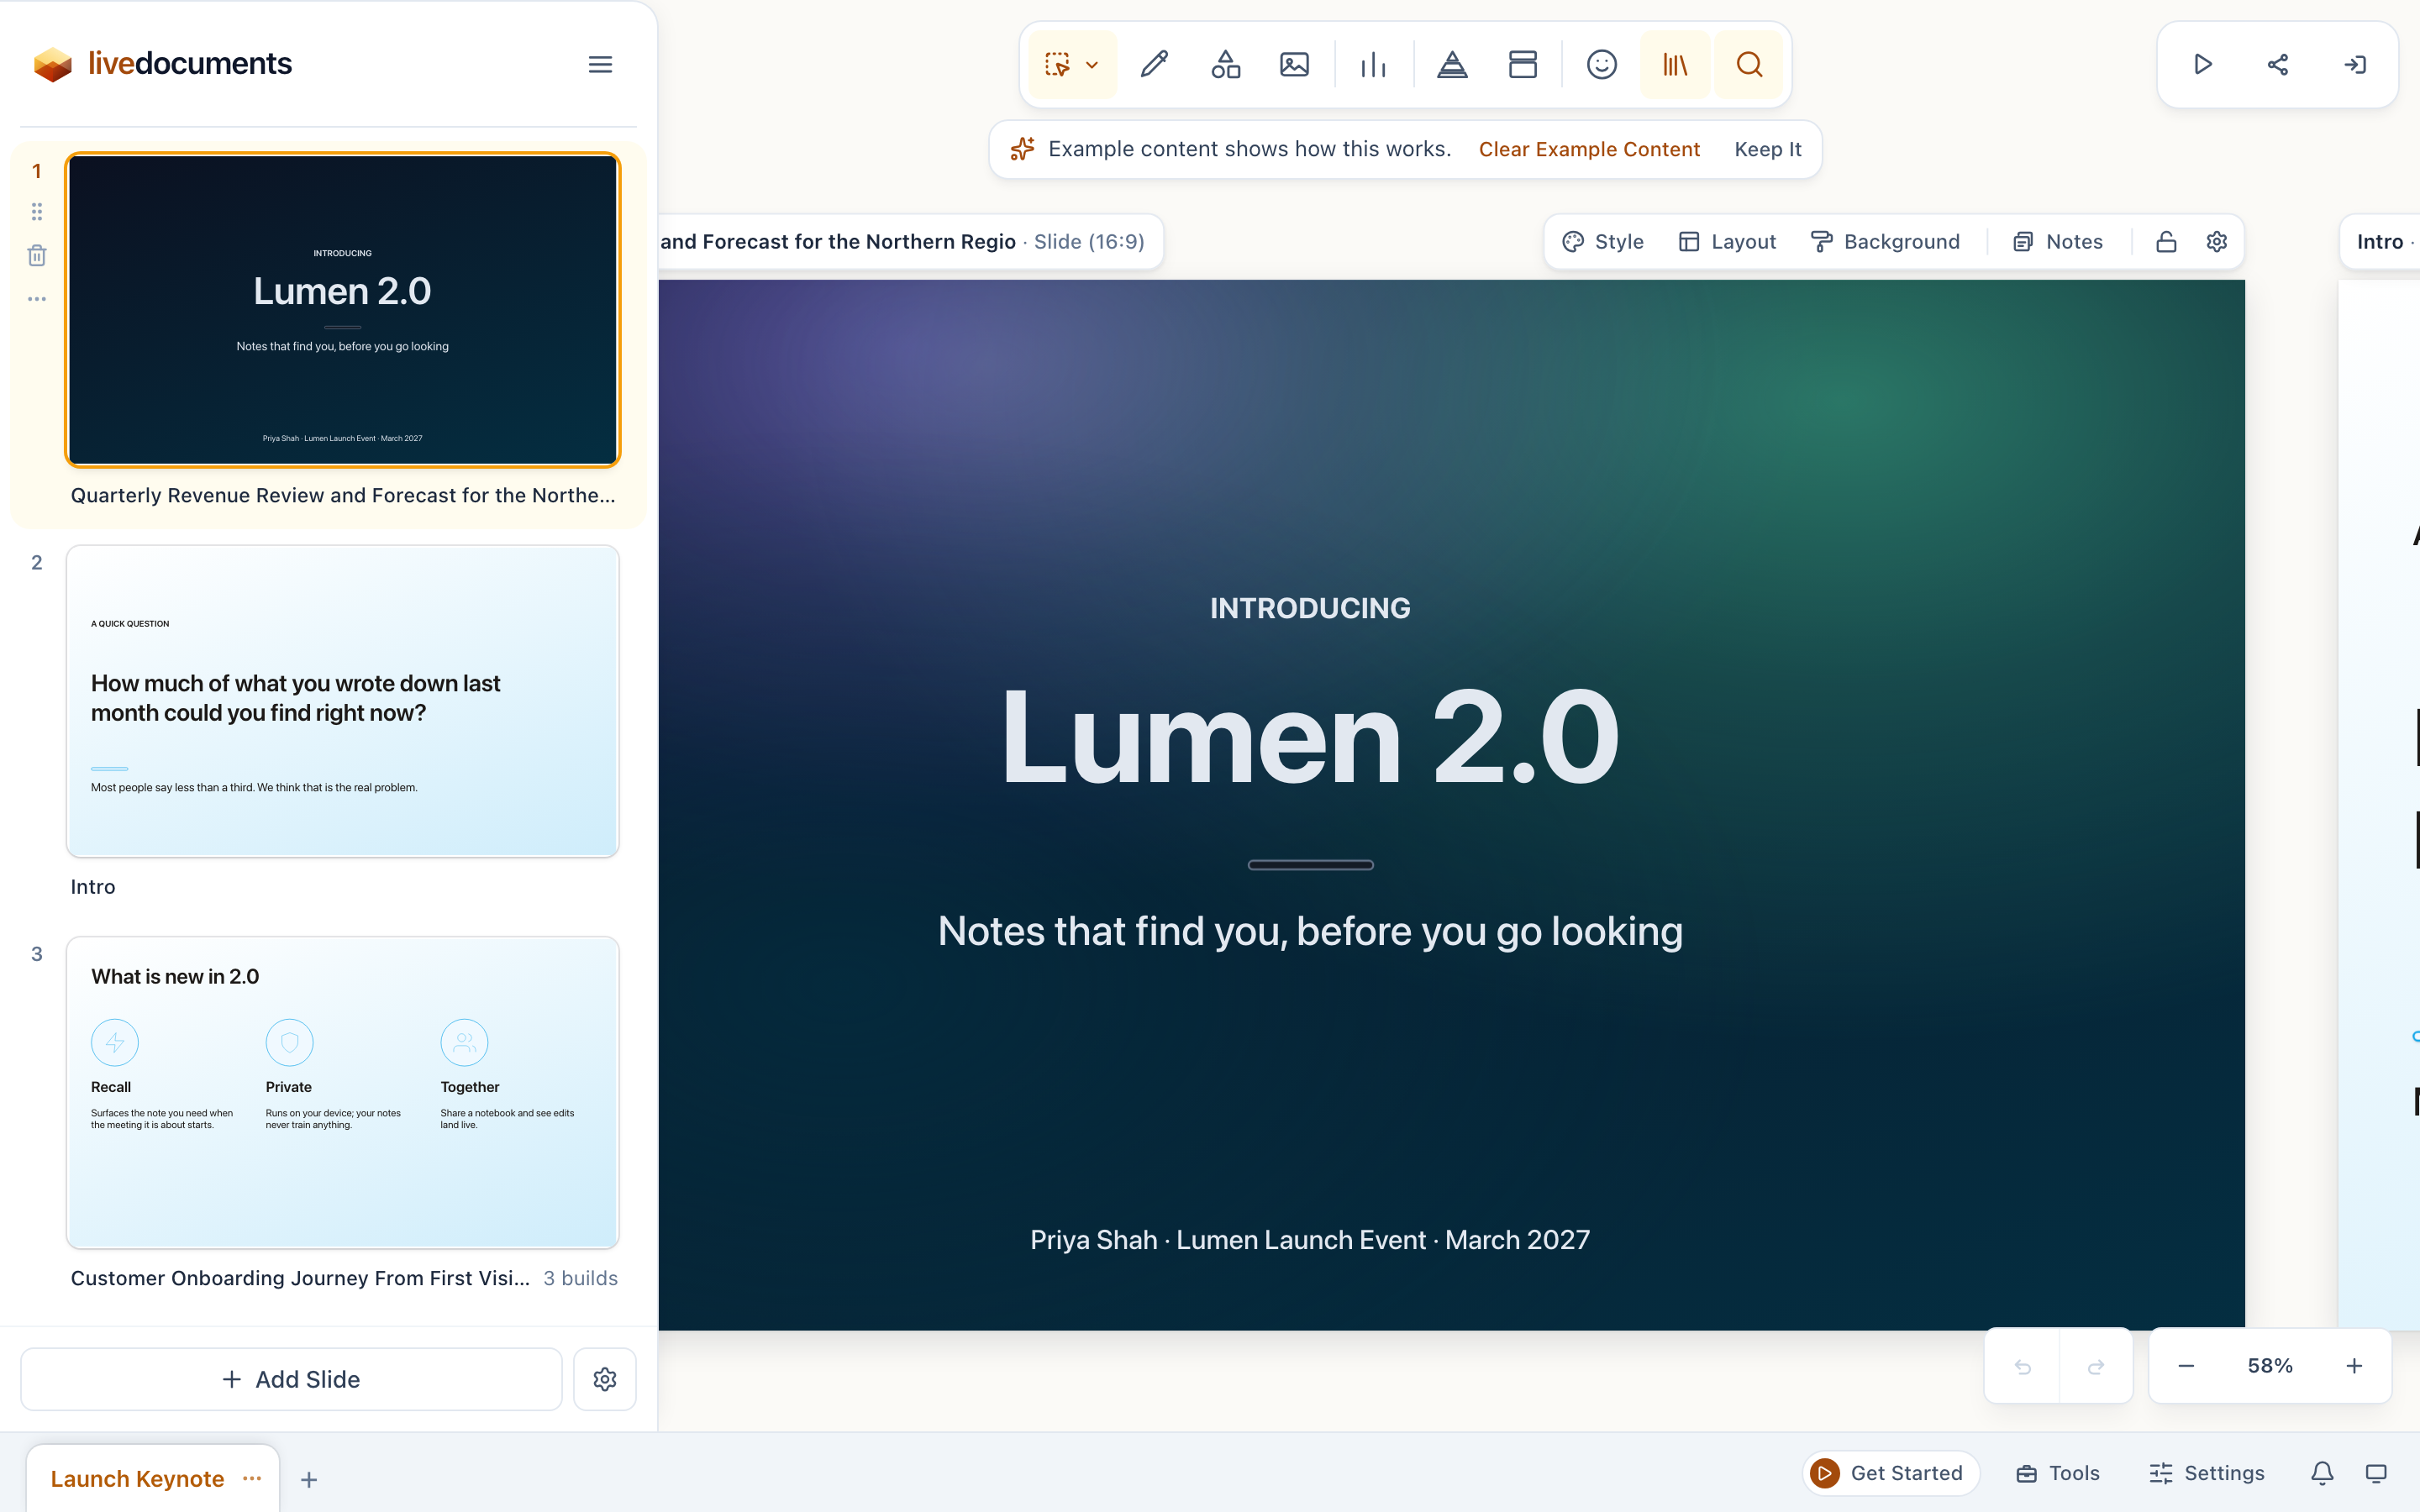 livedocuments
Example content shows how this works. Clear Example Content Keep It
1
INTRODUCING
Lumen 2.0
Notes that find you, before you go looking
Priya Shah · Lumen Launch Event · March 2027
Quarterly Revenue Review and Forecast for the Northe...
2
A QUICK QUESTION
How much of what you wrote down last
month could you find right now?
Most people say less than a third. We think that is the real problem.
Intro
3
What is new in 2.0
Recall
Surfaces the note you need when
the meeting it is about starts.
Private
Runs on your device; your notes
never train anything.
Together
Share a notebook and see edits
land live.
Customer Onboarding Journey From First Visi... 3 builds
Add Slide
and Forecast for the Northern Regio · Slide (16:9)
Style Layout Background Notes
Intro ·
INTRODUCING
Lumen 2.0
Notes that find you, before you go looking
Priya Shah · Lumen Launch Event · March 2027
58%
Launch Keynote
Get Started Tools Settings